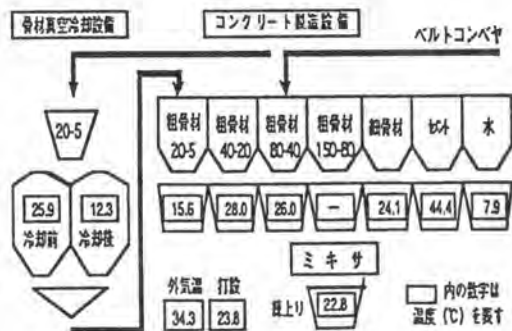 骨材真空冷却設備
コンクリート製造設備
ベルトコンベヤ
20-5
粗骨材
20-5
粗骨材
40-20
粗骨材
80-40
粗骨材
150-80
細骨材
セメント
水
25.9
冷却前
12.3
冷却後
15.6
28.0
26.0
—
24.1
44.4
7.9
ミキサ
外気温
34.3
打設
23.8
練上り
22.8
内の数字は
温度(℃)を表す